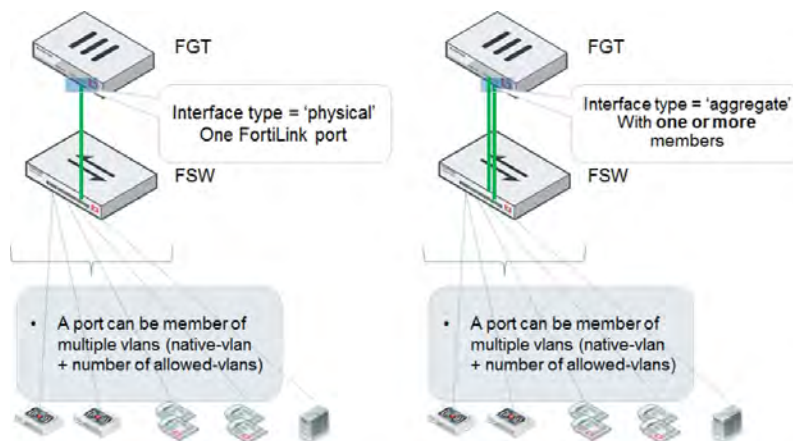 FGT
Interface type = 'physical'
One FortiLink port
FSW
• A port can be member of
multiple vlans (native-vlan
+ number of allowed-vlans)
FGT
Interface type = 'aggregate'
With one or more
members
FSW
• A port can be member of
multiple vlans (native-vlan
+ number of allowed-vlans)